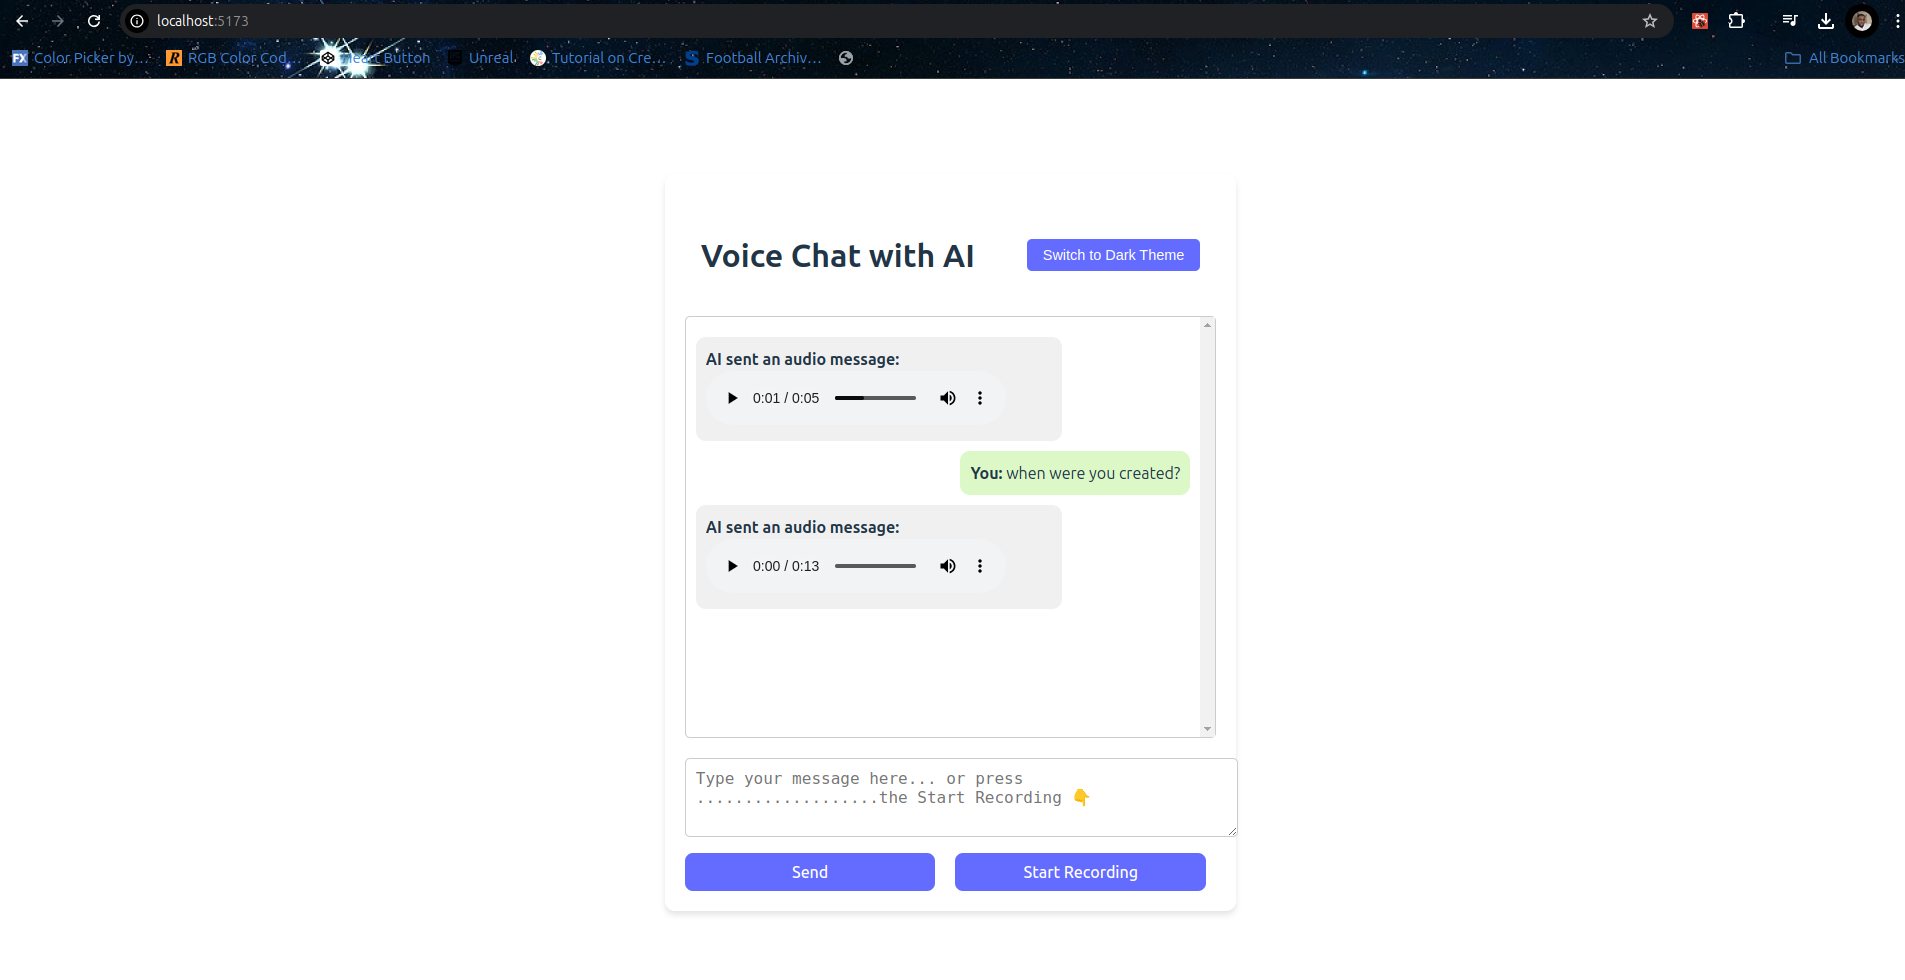 localhost:5173
Color Picker by... RGB Color Cod... Heart Button Unreal. Tutorial on Cre... Football Archiv... All Bookmarks
Voice Chat with AI
Switch to Dark Theme
AI sent an audio message:
0:01 / 0:05
You: when were you created?
AI sent an audio message:
0:00 / 0:13
Type your message here... or press
...................the Start Recording 👇
Send
Start Recording